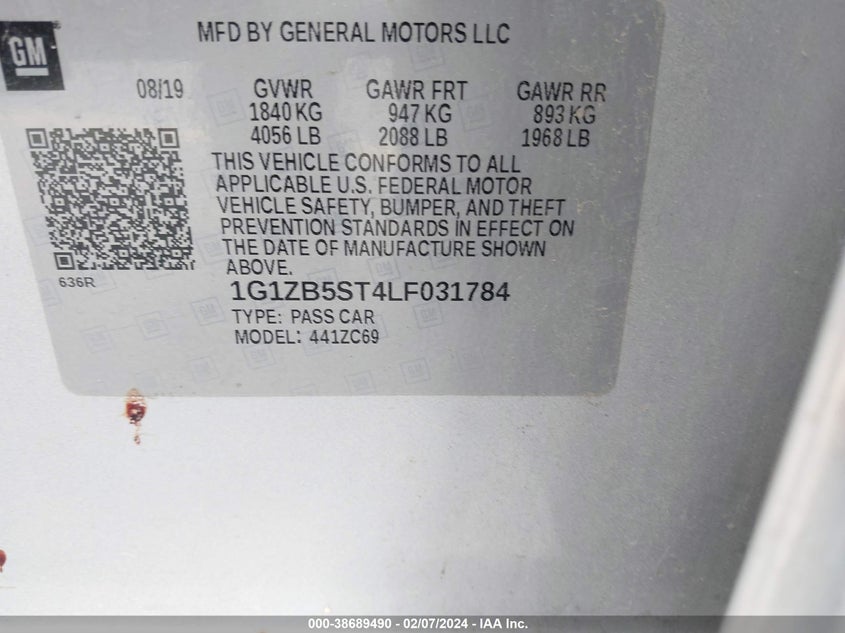 GM
MFD BY GENERAL MOTORS LLC
08/19 GVWR GAWR FRT GAWR RR
1840 KG 947 KG 893 KG
4056 LB 2088 LB 1968 LB
THIS VEHICLE CONFORMS TO ALL
APPLICABLE U.S. FEDERAL MOTOR
VEHICLE SAFETY, BUMPER, AND THEFT
PREVENTION STANDARDS IN EFFECT ON
THE DATE OF MANUFACTURE SHOWN
ABOVE.
636R
1G1ZB5ST4LF031784
TYPE: PASS CAR
MODEL: 441ZC69
000-38689490 - 02/07/2024 - IAA Inc.